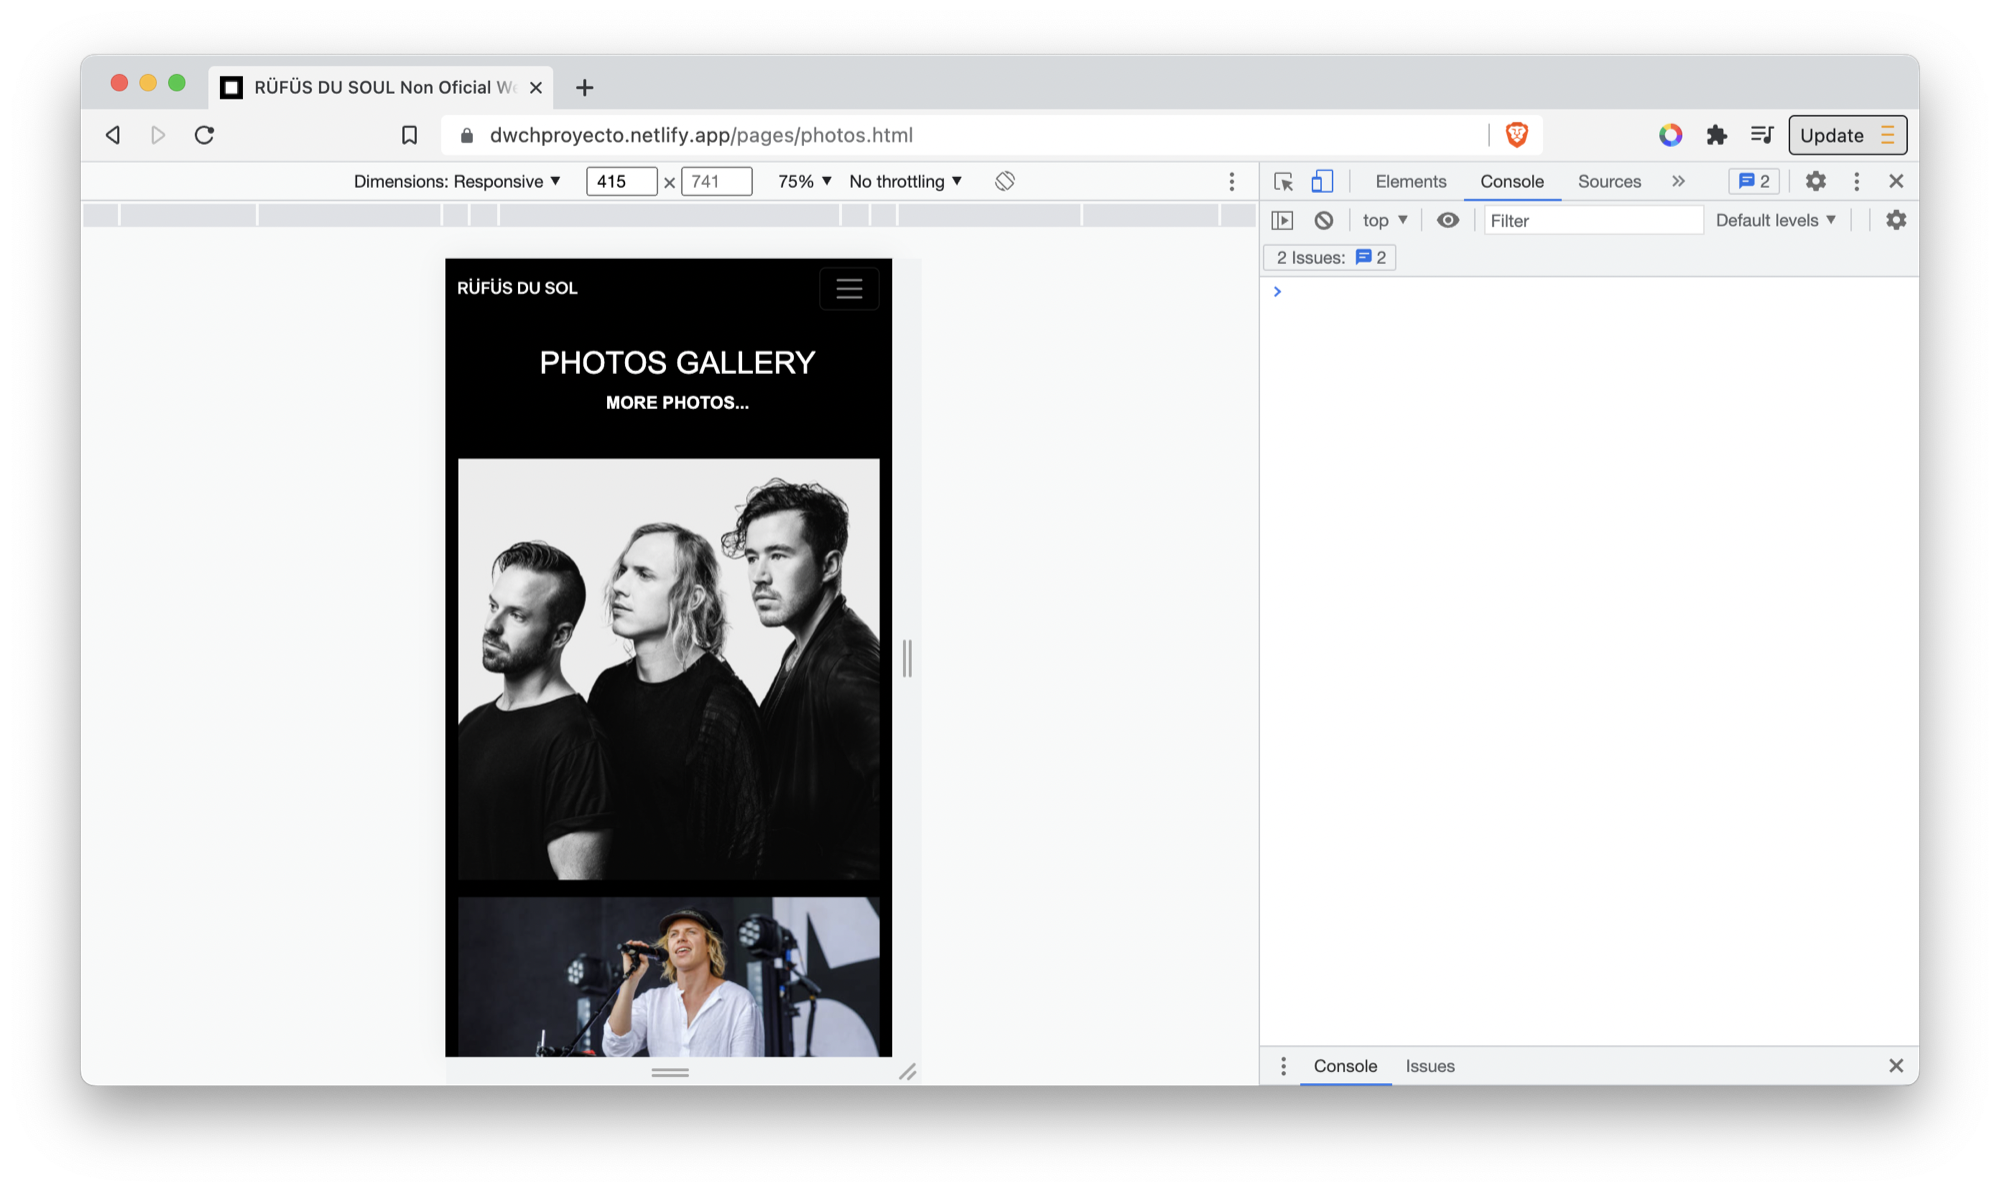 RÜFÜS DU SOUL Non Oficial We
dwchproyecto.netlify.app/pages/photos.html
Update
Dimensions: Responsive
415 × 741
75%
No throttling
Elements
Console
Sources
2
top
Filter
Default levels
2 Issues: 2
RÜFÜS DU SOL
PHOTOS GALLERY
MORE PHOTOS...
Console
Issues